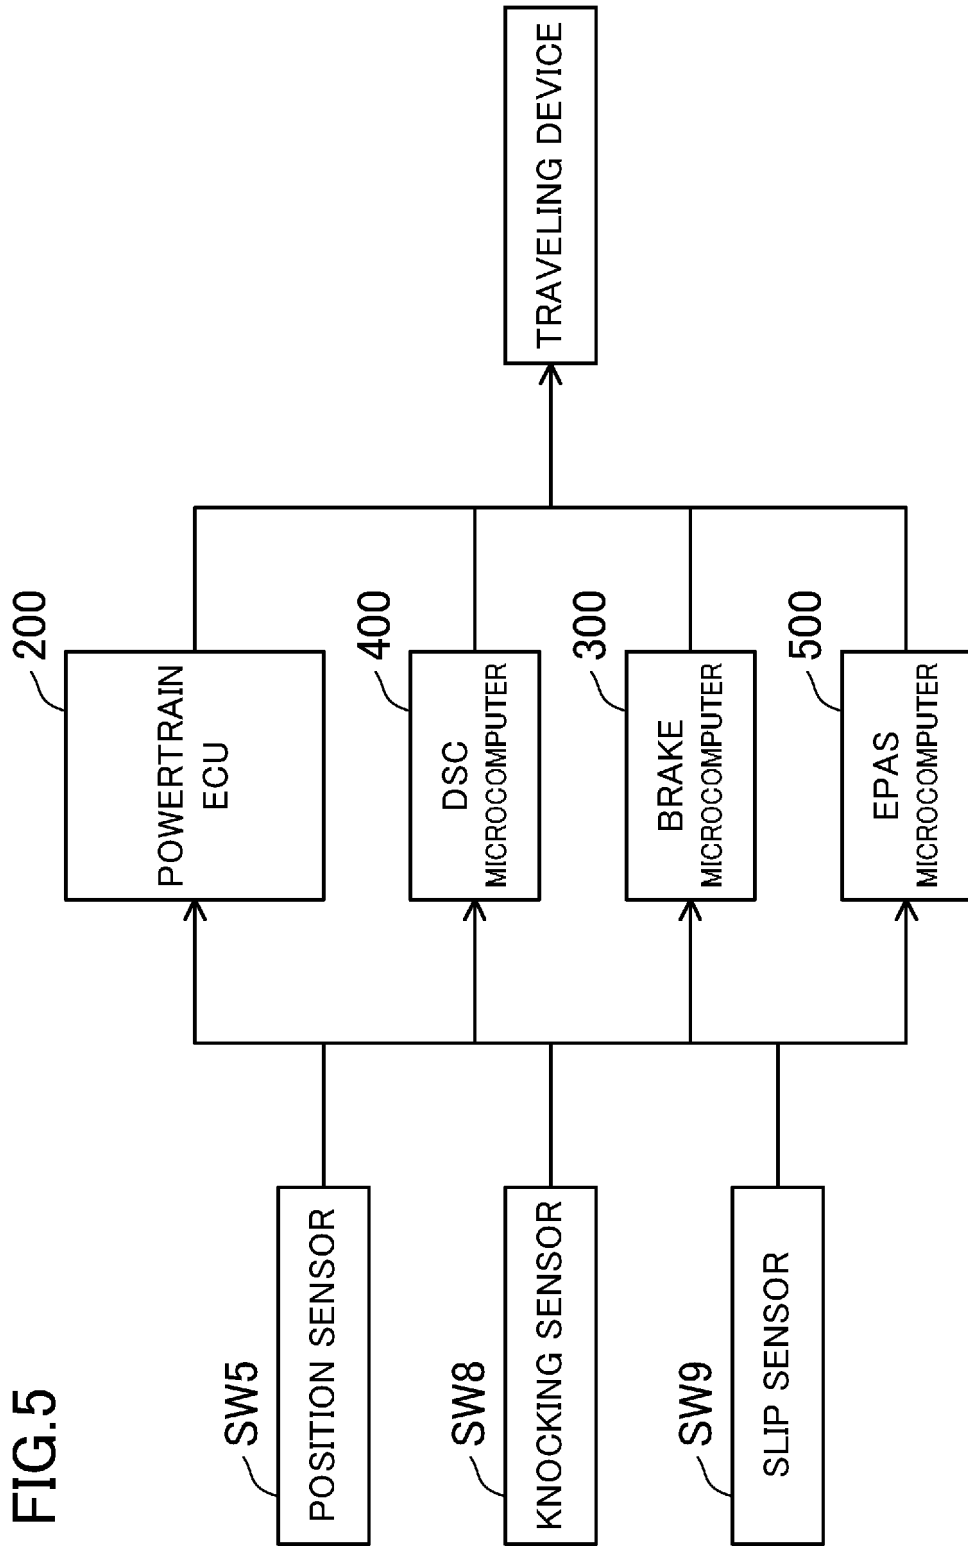 FIG.5
SW5
POSITION SENSOR
SW8
KNOCKING SENSOR
SW9
SLIP SENSOR
200
POWERTRAIN
ECU
400
DSC
MICROCOMPUTER
300
BRAKE
MICROCOMPUTER
500
EPAS
MICROCOMPUTER
TRAVELING DEVICE